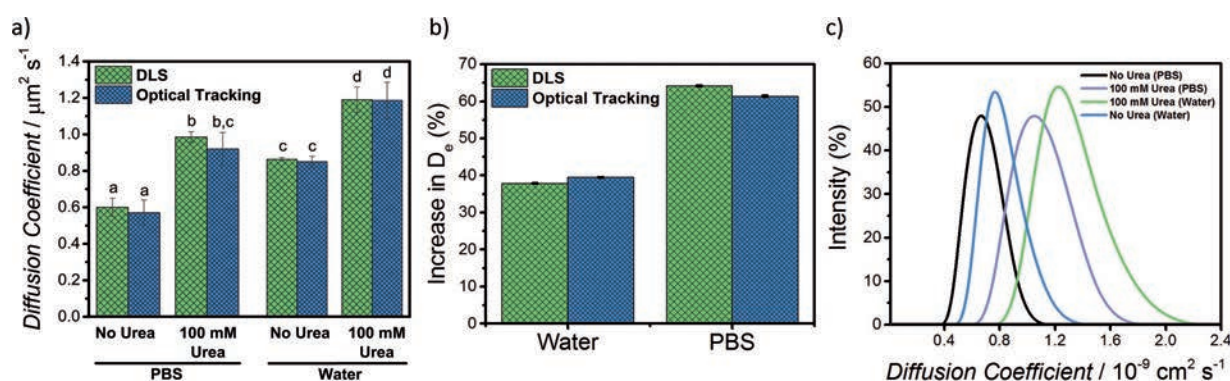 a)
Diffusion Coefficient / μm² s⁻¹
1.4
1.2
1.0
0.8
0.6
0.4
0.2
0.0
DLS
Optical Tracking
a a b b,c c c d d
No Urea 100 mM Urea No Urea 100 mM Urea
PBS Water
b)
Increase in Dₑ (%)
70
60
50
40
30
20
10
0
DLS
Optical Tracking
Water PBS
c)
Intensity (%)
60
50
40
30
20
10
0
No Urea (PBS)
100 mM Urea (PBS)
100 mM Urea (Water)
No Urea (Water)
0.4 0.8 1.2 1.6 2.0 2.4
Diffusion Coefficient / 10⁻⁹ cm² s⁻¹